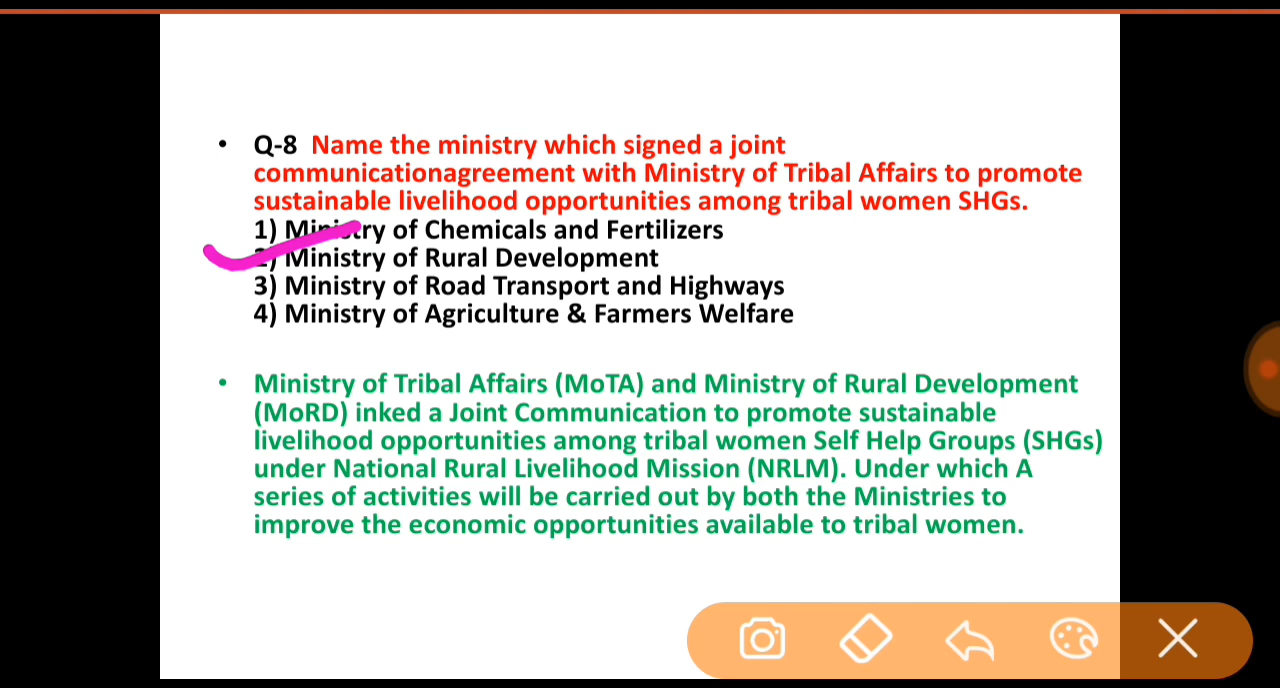 • Q-8 Name the ministry which signed a joint
communicationagreement with Ministry of Tribal Affairs to promote
sustainable livelihood opportunities among tribal women SHGs.
1) Ministry of Chemicals and Fertilizers
2) Ministry of Rural Development
3) Ministry of Road Transport and Highways
4) Ministry of Agriculture & Farmers Welfare
• Ministry of Tribal Affairs (MoTA) and Ministry of Rural Development
(MoRD) inked a Joint Communication to promote sustainable
livelihood opportunities among tribal women Self Help Groups (SHGs)
under National Rural Livelihood Mission (NRLM). Under which A
series of activities will be carried out by both the Ministries to
improve the economic opportunities available to tribal women.